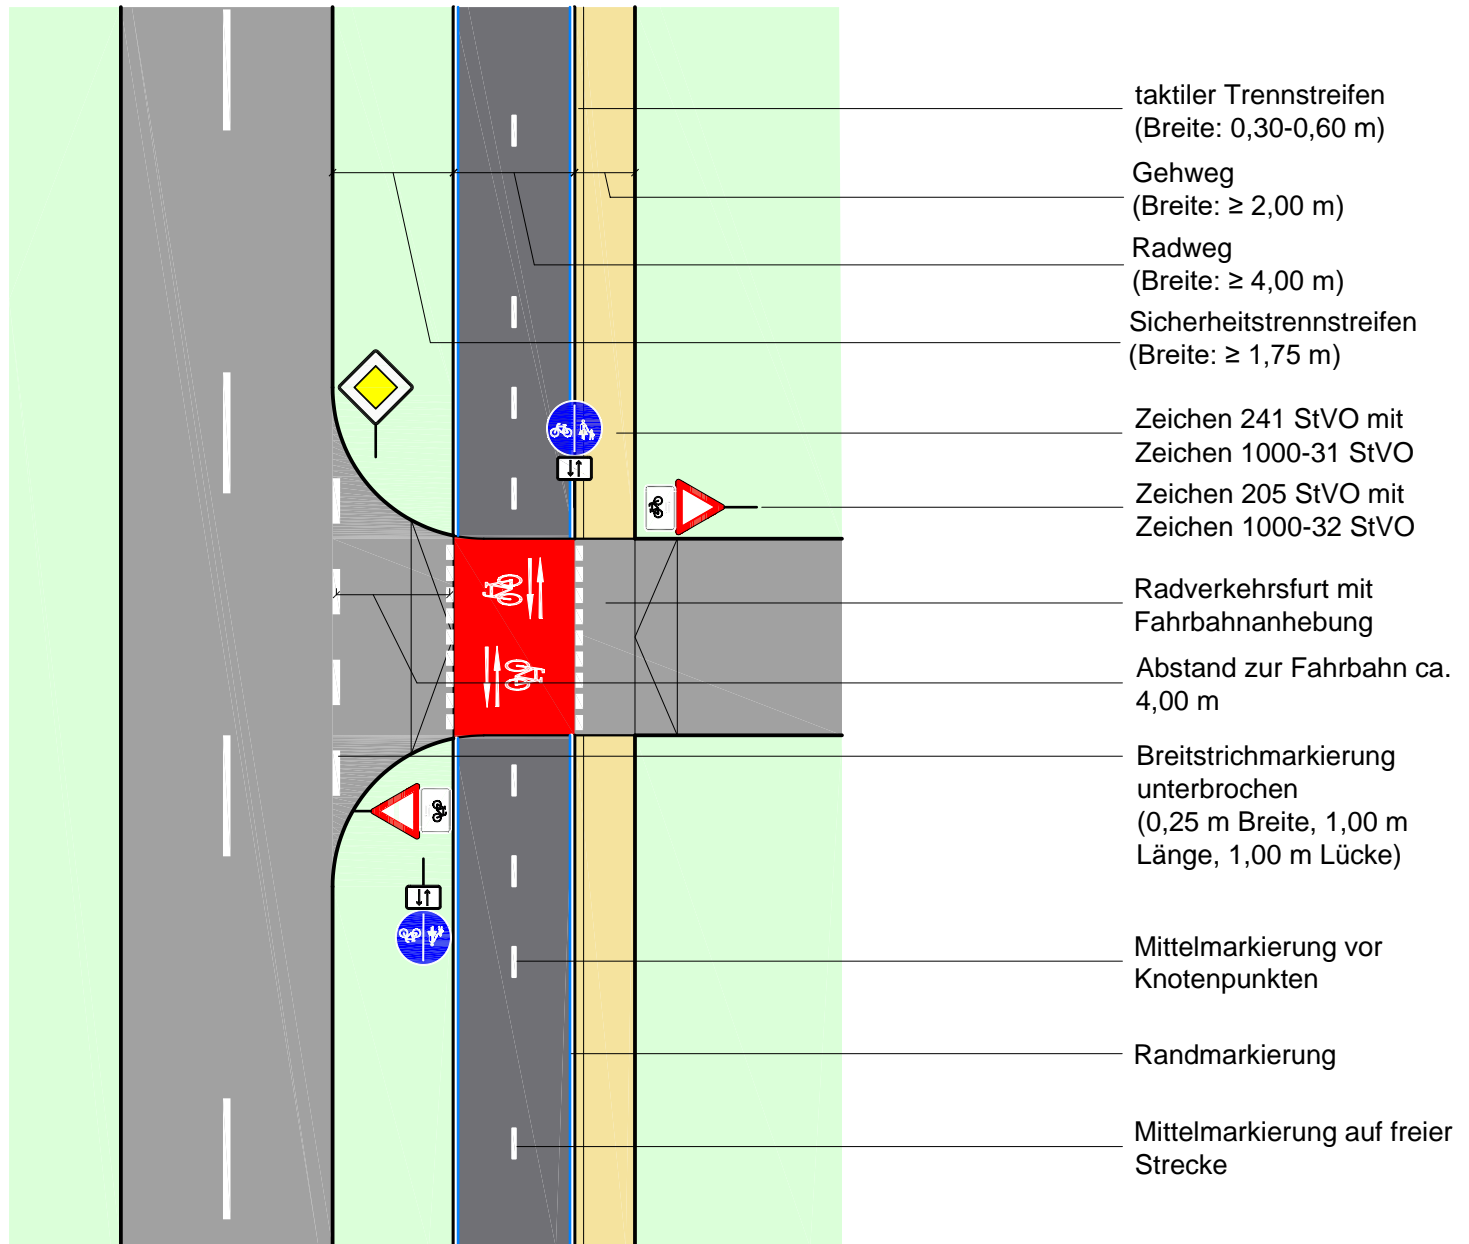 taktiler Trennstreifen
(Breite: 0,30-0,60 m)
Gehweg
(Breite: ≥ 2,00 m)
Radweg
(Breite: ≥ 4,00 m)
Sicherheitstrennstreifen
(Breite: ≥ 1,75 m)
Zeichen 241 StVO mit
Zeichen 1000-31 StVO
Zeichen 205 StVO mit
Zeichen 1000-32 StVO
Radverkehrsfurt mit
Fahrbahnanhebung
Abstand zur Fahrbahn ca.
4,00 m
Breitstrichmarkierung
unterbrochen
(0,25 m Breite, 1,00 m
Länge, 1,00 m Lücke)
Mittelmarkierung vor
Knotenpunkten
Randmarkierung
Mittelmarkierung auf freier
Strecke